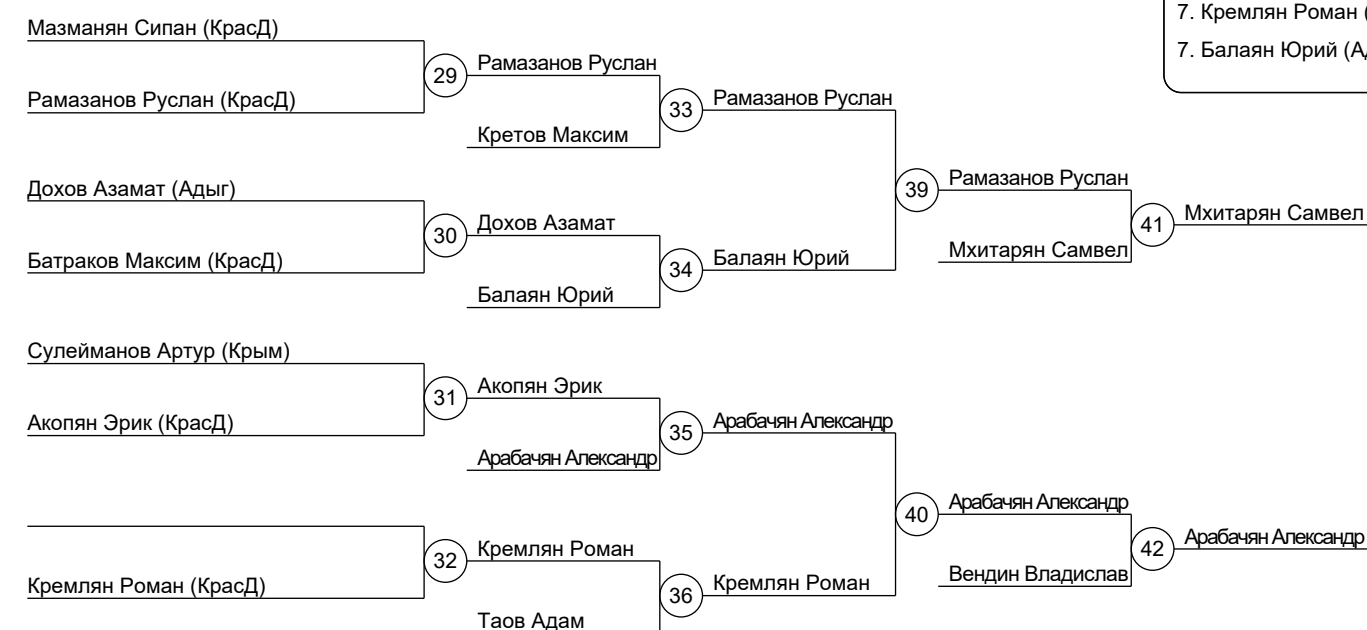 7. Кремлян Роман (
7. Балаян Юрий (Ад
Мазманян Сипан (КрасД)
29
Рамазанов Руслан
Рамазанов Руслан (КрасД)
33
Рамазанов Руслан
Кретов Максим
Дохов Азамат (Адыг)
39
Рамазанов Руслан
30
Дохов Азамат
41
Мхитарян Самвел
Батраков Максим (КрасД)
34
Балаян Юрий
Мхитарян Самвел
Балаян Юрий
Сулейманов Артур (Крым)
31
Акопян Эрик
Акопян Эрик (КрасД)
35
Арабачян Александр
Арабачян Александр
40
Арабачян Александр
32
Кремлян Роман
42
Арабачян Александр
Кремлян Роман (КрасД)
36
Кремлян Роман
Вендин Владислав
Таов Адам